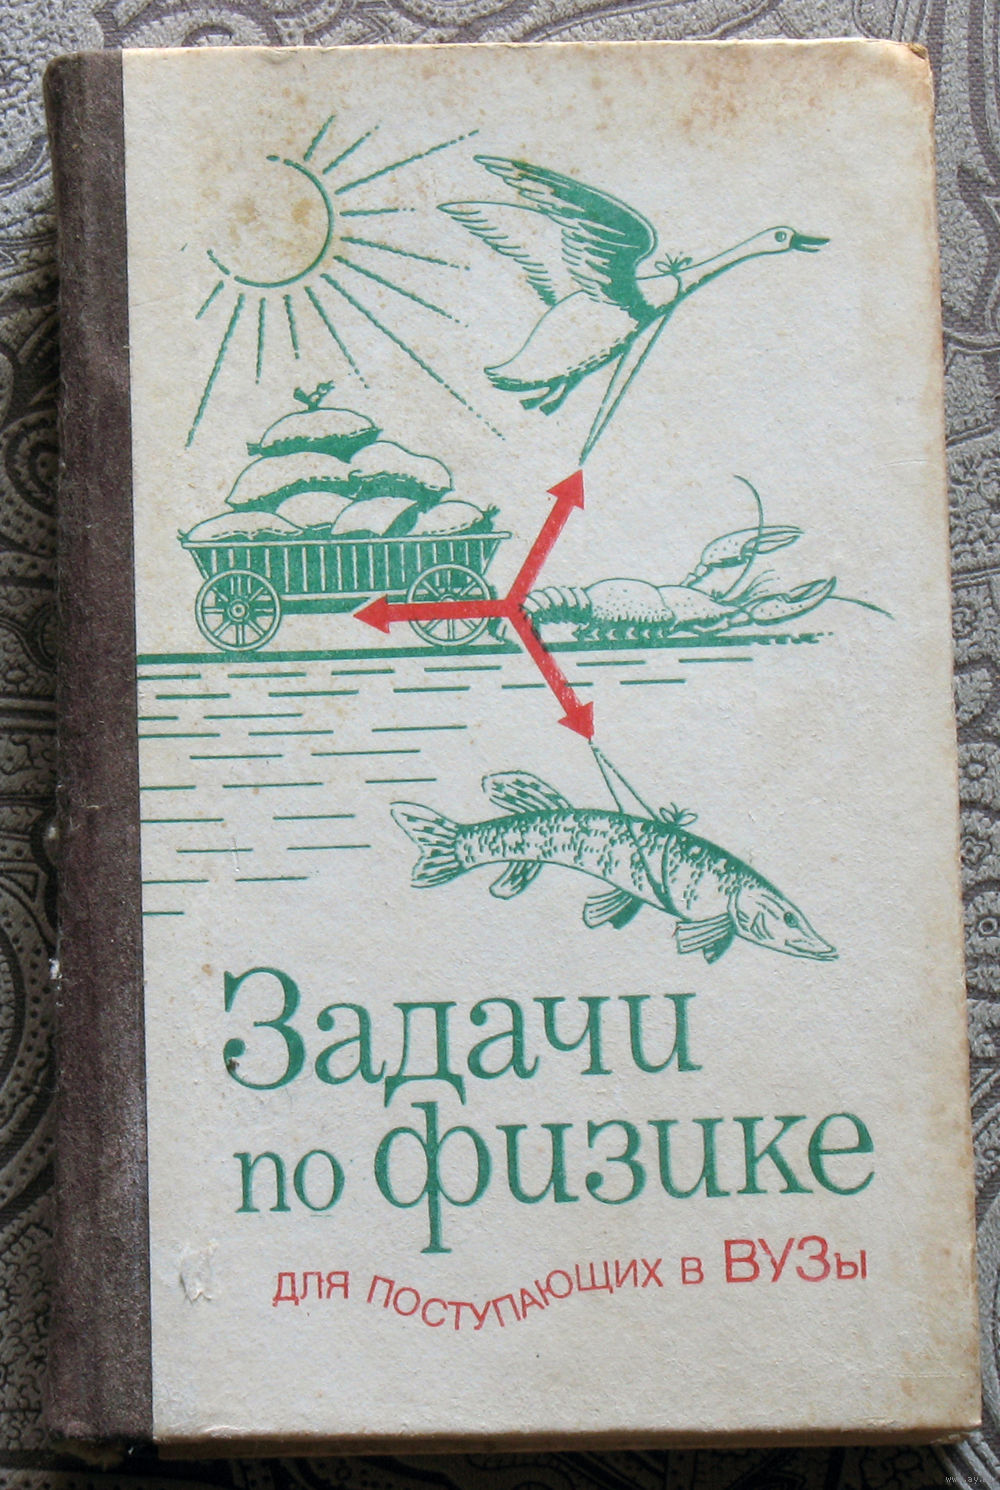 Задачи
по физике
для поступающих в ВУЗы